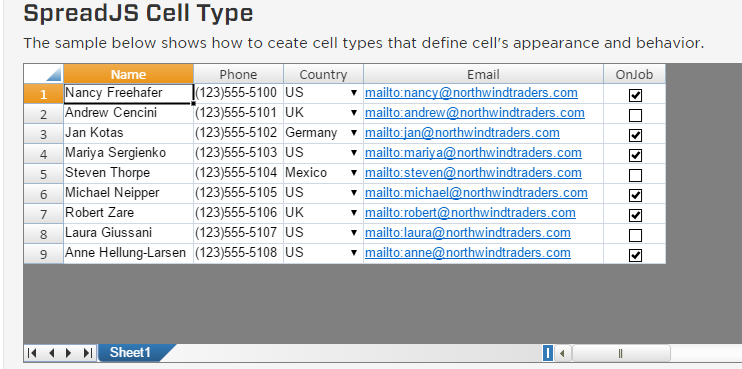 SpreadJS Cell Type
The sample below shows how to ceate cell types that define cell's appearance and behavior.
Name Phone Country Email OnJob
1 Nancy Freehafer (123)555-5100 US mailto:nancy@northwindtraders.com
2 Andrew Cencini (123)555-5101 UK mailto:andrew@northwindtraders.com
3 Jan Kotas (123)555-5102 Germany mailto:jan@northwindtraders.com
4 Mariya Sergienko (123)555-5103 US mailto:mariya@northwindtraders.com
5 Steven Thorpe (123)555-5104 Mexico mailto:steven@northwindtraders.com
6 Michael Neipper (123)555-5105 US mailto:michael@northwindtraders.com
7 Robert Zare (123)555-5106 UK mailto:robert@northwindtraders.com
8 Laura Giussani (123)555-5107 US mailto:laura@northwindtraders.com
9 Anne Hellung-Larsen (123)555-5108 US mailto:anne@northwindtraders.com
Sheet1